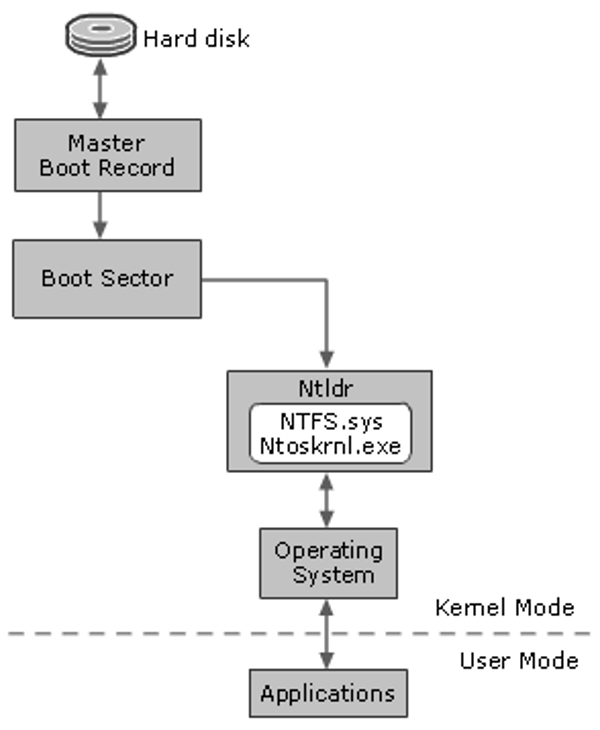 Hard disk
Master
Boot Record
Boot Sector
Ntldr
NTFS.sys
Ntoskrnl.exe
Operating
System
Kernel Mode
User Mode
Applications